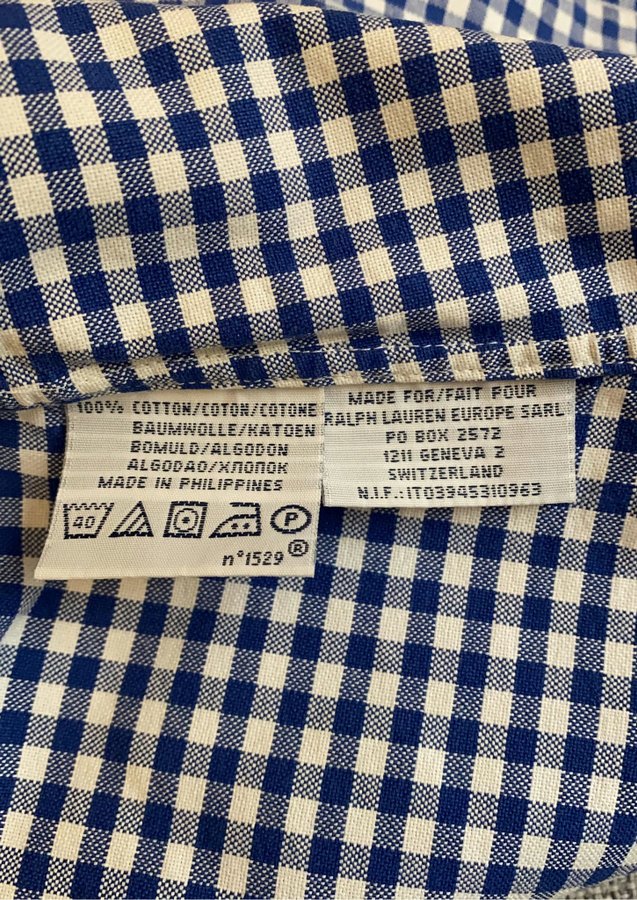 100% COTTON/COTON/COTONE
BAUMWOLLE/KATOEN
BOMULD/ALGODON
ALGODAO/ХЛОПОК
MADE IN PHILIPPINES
40
P
n°1529®
MADE FOR/FAIT POUR
RALPH LAUREN EUROPE SARL
PO BOX 2572
1211 GENEVA 2
SWITZERLAND
N.I.F.:IT03945310963